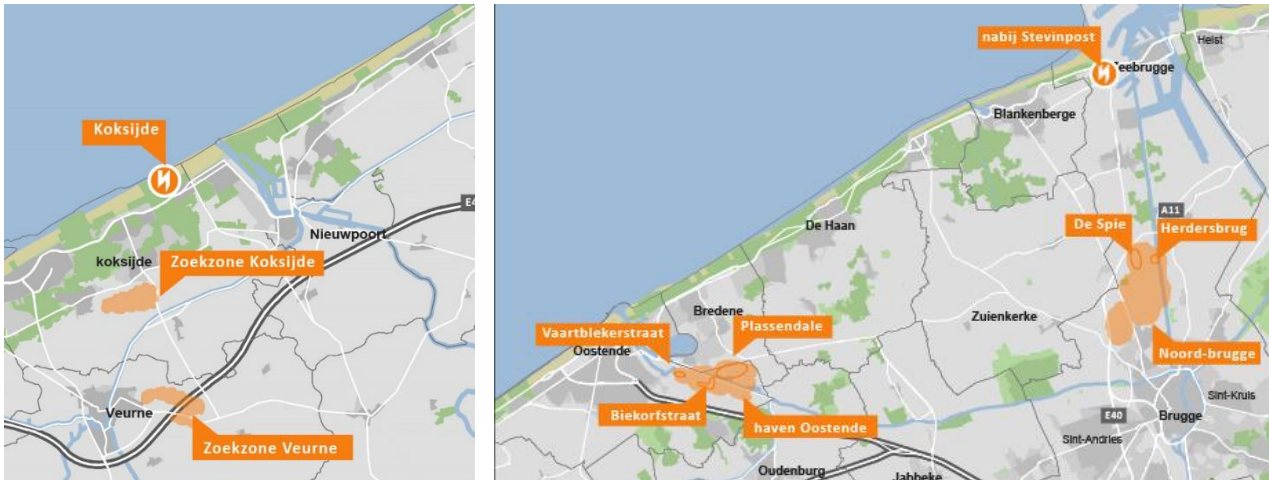 Koksijde
Nieuwpoort
koksijde
Zoekzone Koksijde
Veurne
Zoekzone Veurne
nabij Stevinpost
Heist
eebrugge
Blankenberge
A11
De Spie
Herdersbrug
De Haan
Bredene
Zuienkerke
Vaartblekerstraat
Plassendale
Oostende
Noord-brugge
Biekorfstraat
haven Oostende
E40
Brugge
Sint-Kruis
Sint-Andries
Oudenburg
Jabbeke